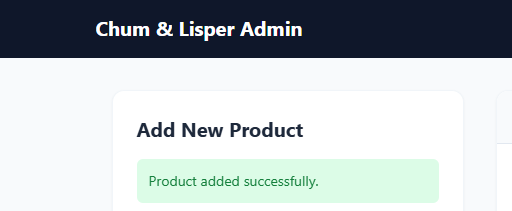 Chum & Lisper Admin
Add New Product
Product added successfully.